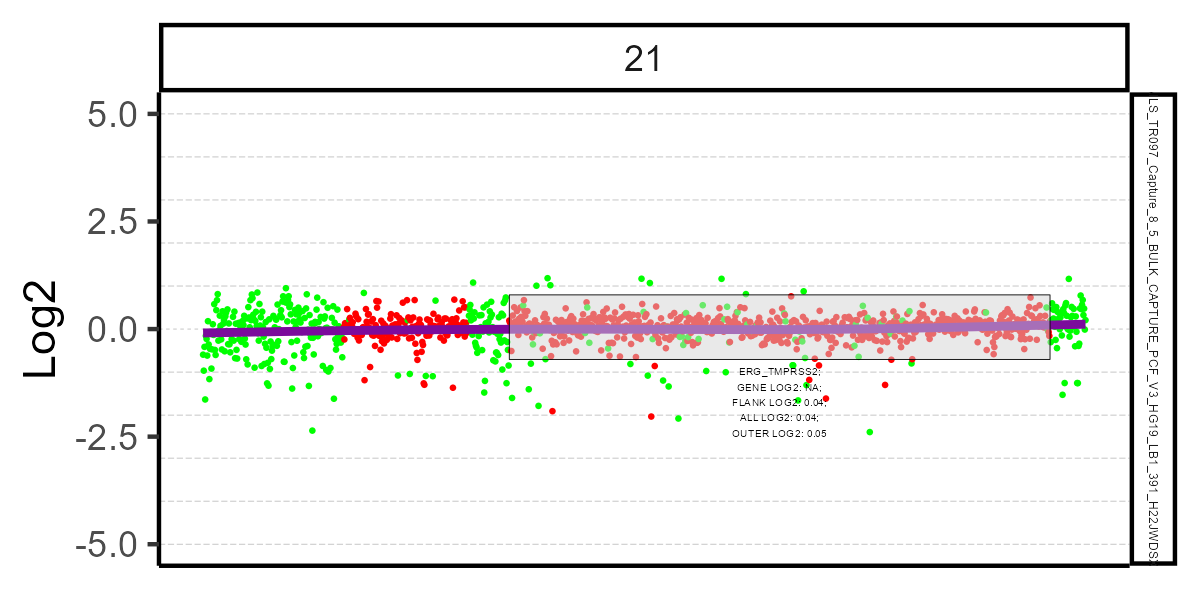 21
5.0
2.5
0.0
-2.5
-5.0
Log2
ERG_TMPRSS2;
GENE LOG2: NA;
FLANK LOG2: 0.04;
ALL LOG2: 0.04;
OUTER LOG2: 0.05
LS_TR097_Capture_8_5_BULK_CAPTURE_PCF_V3_HG19_LB1_391_H22JWDS